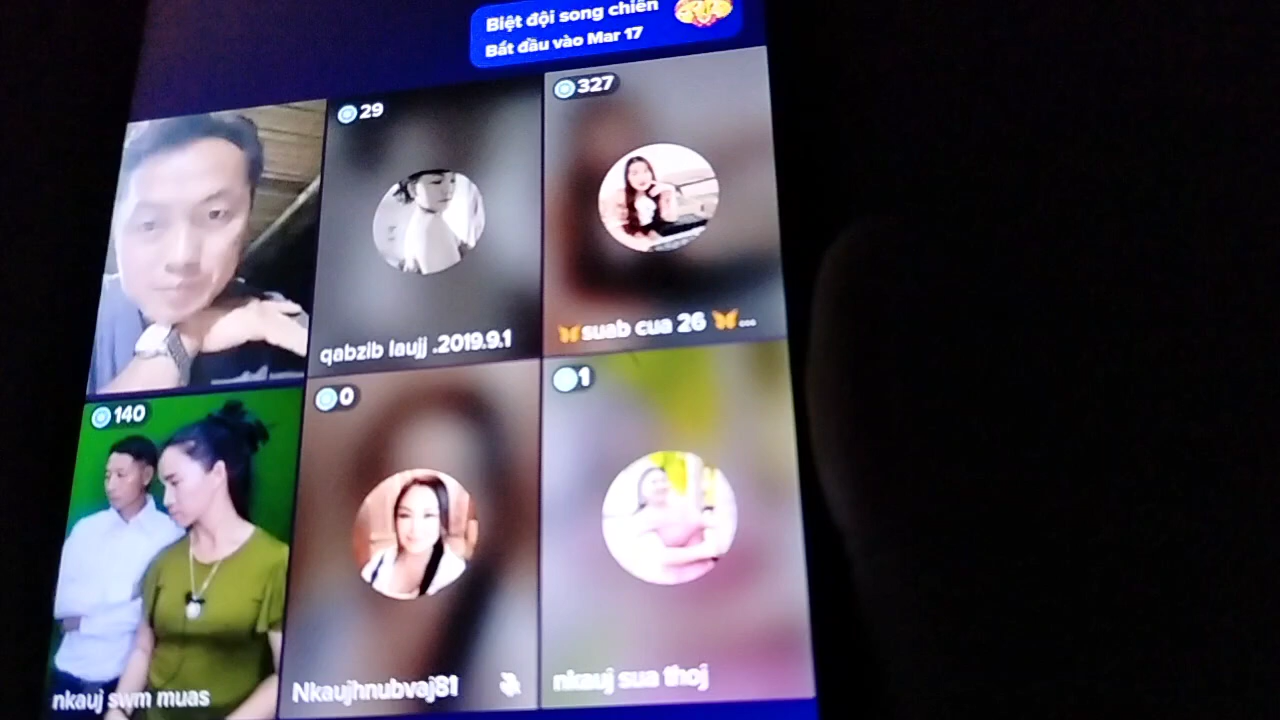 Biệt đội song chiến
Bắt đầu vào Mar 17
29
327
qabzib laujj .2019.9.1
suab cua 26 ...
140
0
1
nkauj swm muas
Nkaujhnubvaj81
nkauj sua thoj